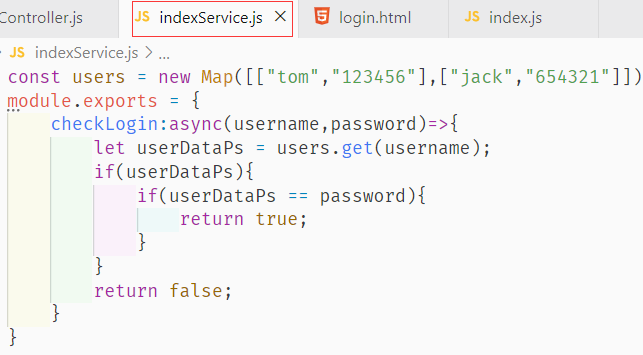 Controller.js JS indexService.js × login.html JS index.js
JS indexService.js > ...
const users = new Map([["tom","123456"],["jack","654321"]])
module.exports = {
checkLogin:async(username,password)=>{
let userDataPs = users.get(username);
if(userDataPs){
if(userDataPs == password){
return true;
}
}
return false;
}
}